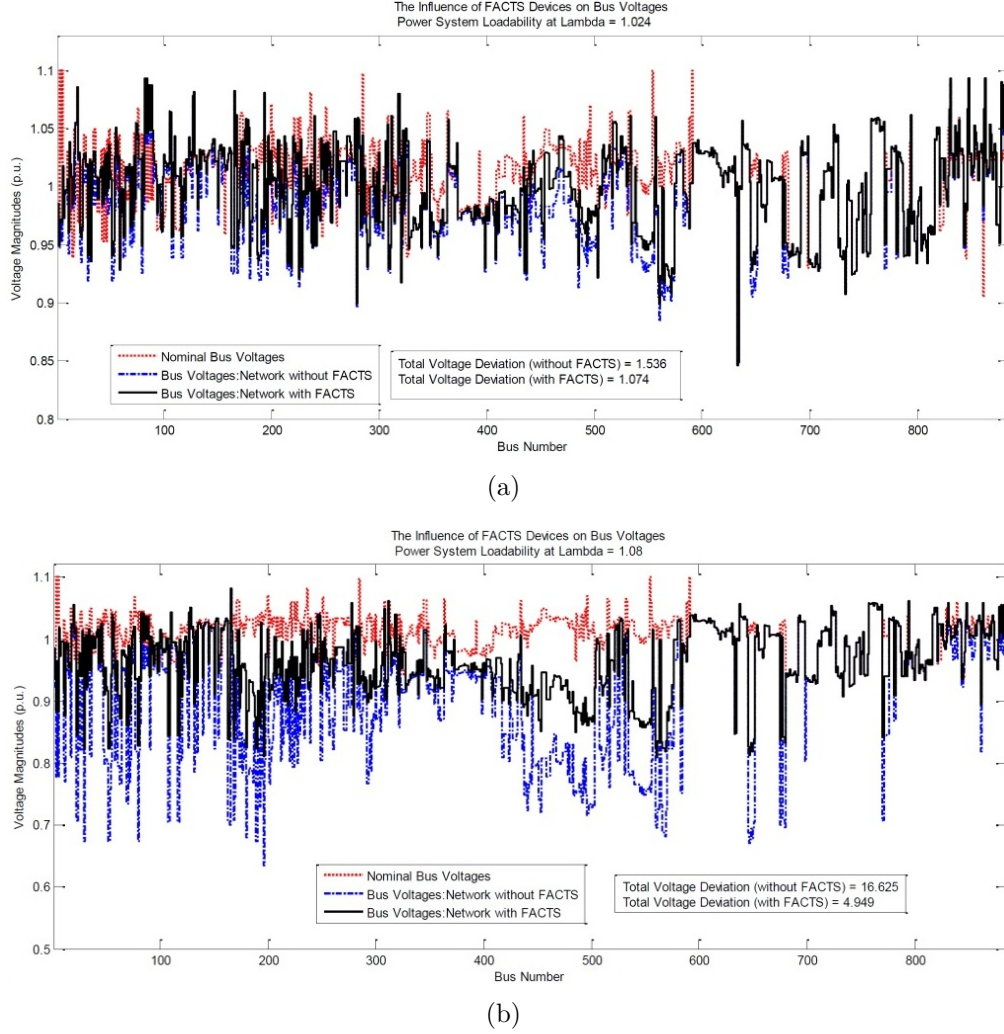 The Influence of FACTS Devices on Bus Voltages
Power System Loadability at Lambda = 1.024
Voltage Magnitudes (p.u.)
1.1
1.05
1
0.95
0.9
0.85
0.8
Nominal Bus Voltages
Bus Voltages:Network without FACTS
Bus Voltages:Network with FACTS
Total Voltage Deviation (without FACTS) = 1.536
Total Voltage Deviation (with FACTS) = 1.074
100 200 300 400 500 600 700 800
Bus Number
(a)
The Influence of FACTS Devices on Bus Voltages
Power System Loadability at Lambda = 1.08
Voltage Magnitudes (p.u.)
1.1
1
0.9
0.8
0.7
0.6
0.5
Nominal Bus Voltages
Bus Voltages:Network without FACTS
Bus Voltages:Network with FACTS
Total Voltage Deviation (without FACTS) = 16.625
Total Voltage Deviation (with FACTS) = 4.949
100 200 300 400 500 600 700 800
Bus Number
(b)